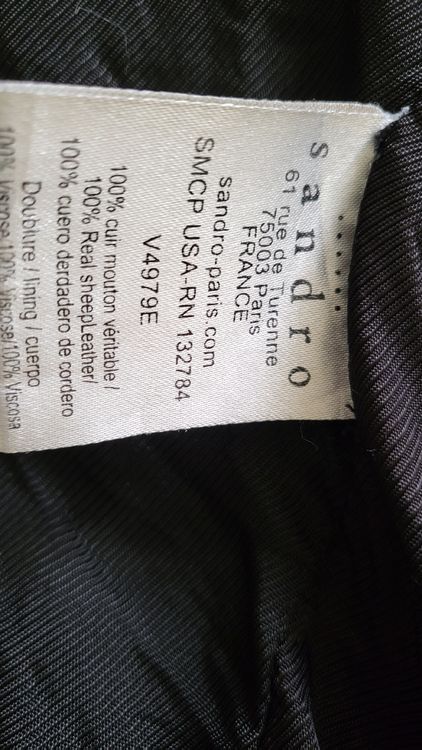 sandro
61 rue de Turenne
75003 Paris
FRANCE
sandro-paris.com
SMCP USA-RN 132784
V4979E
100% cuir mouton véritable /
100% Real sheepLeather/
100% cuero derdadero de cordero
Doublure / lining / cuerpo
100% Viscose/100% Viscose/100% Viscosa